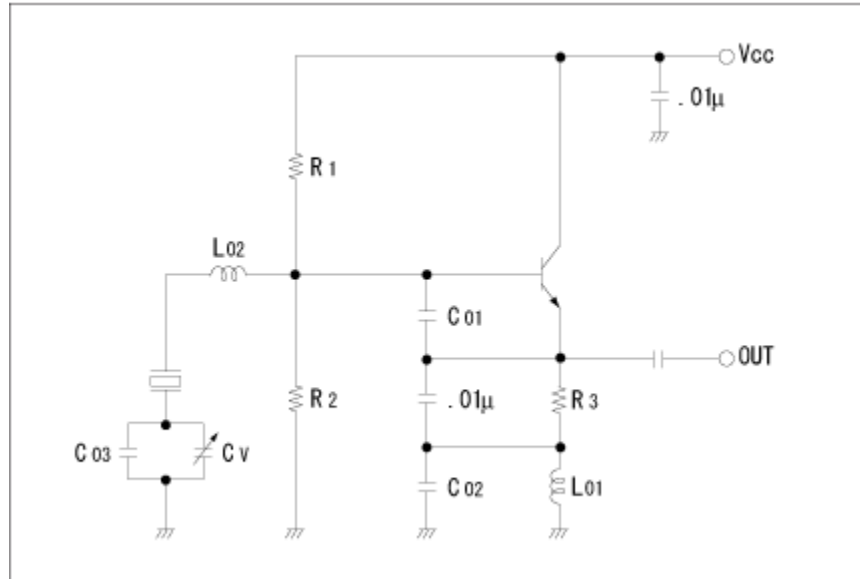 Vcc
.01μ
R1
L02
C01
OUT
R2
.01μ
R3
C03
CV
C02
L01